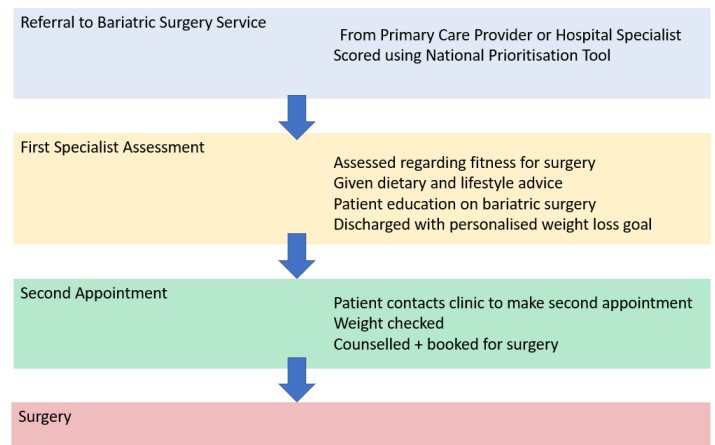 Referral to Bariatric Surgery Service
From Primary Care Provider or Hospital Specialist
Scored using National Prioritisation Tool
First Specialist Assessment
Assessed regarding fitness for surgery
Given dietary and lifestyle advice
Patient education on bariatric surgery
Discharged with personalised weight loss goal
Second Appointment
Patient contacts clinic to make second appointment
Weight checked
Counselled + booked for surgery
Surgery